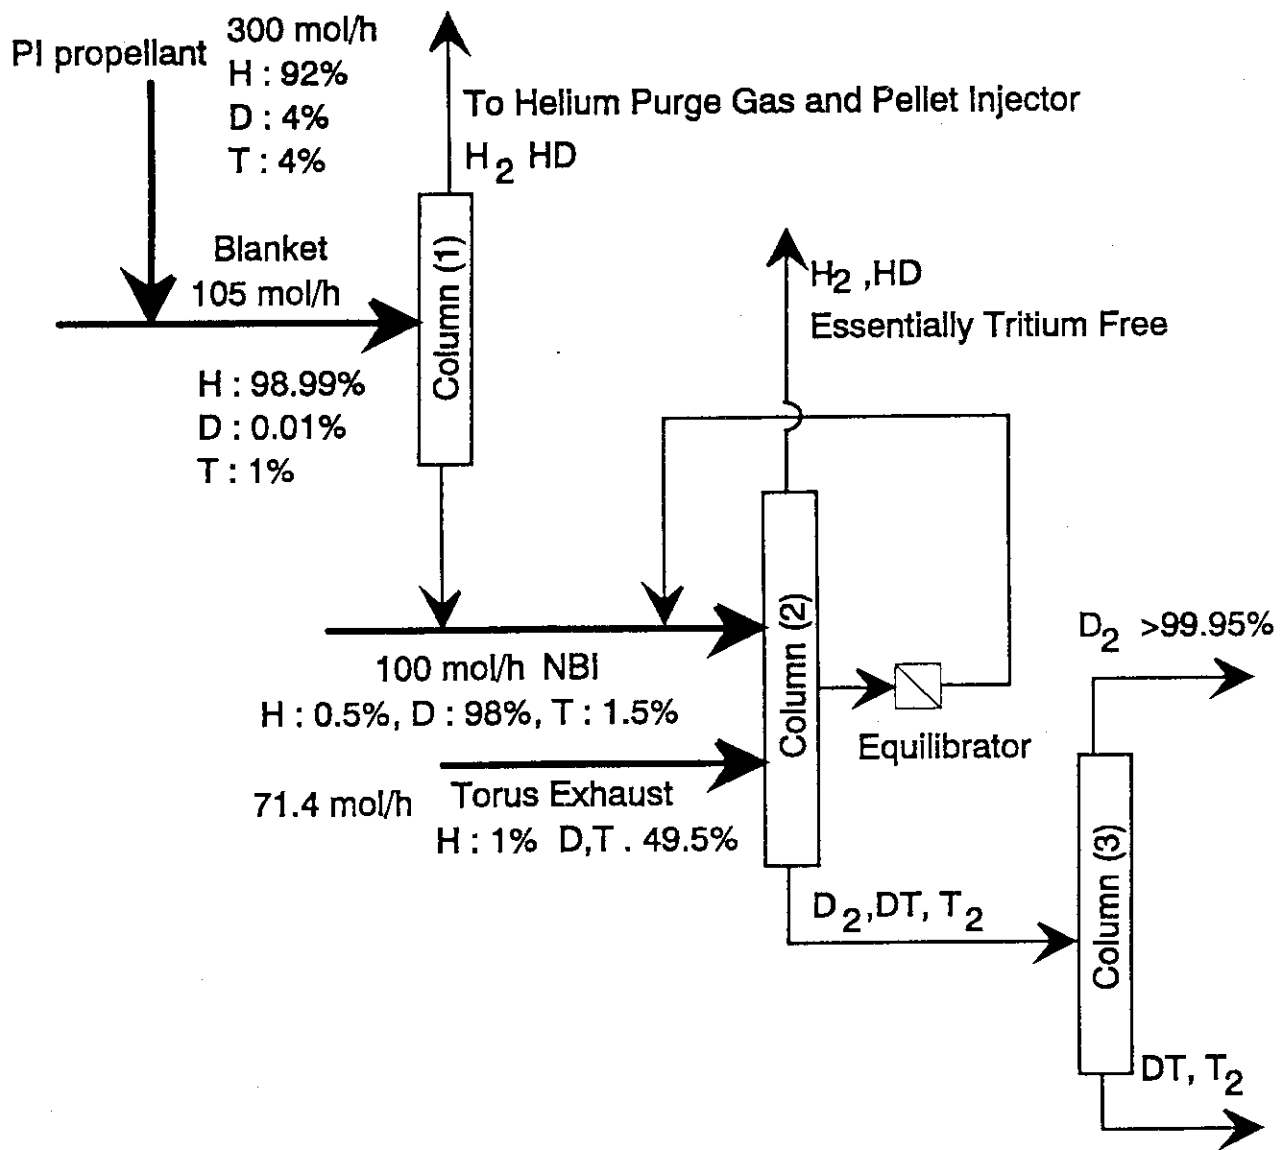 PI propellant
300 mol/h
H : 92%
D : 4%
T : 4%
To Helium Purge Gas and Pellet Injector
H2 HD
Column (1)
Blanket
105 mol/h
H : 98.99%
D : 0.01%
T : 1%
H2 ,HD
Essentially Tritium Free
Column (2)
100 mol/h NBI
H : 0.5%, D : 98%, T : 1.5%
Equilibrator
71.4 mol/h
Torus Exhaust
H : 1% D,T . 49.5%
D2 >99.95%
D2,DT, T2
Column (3)
DT, T2